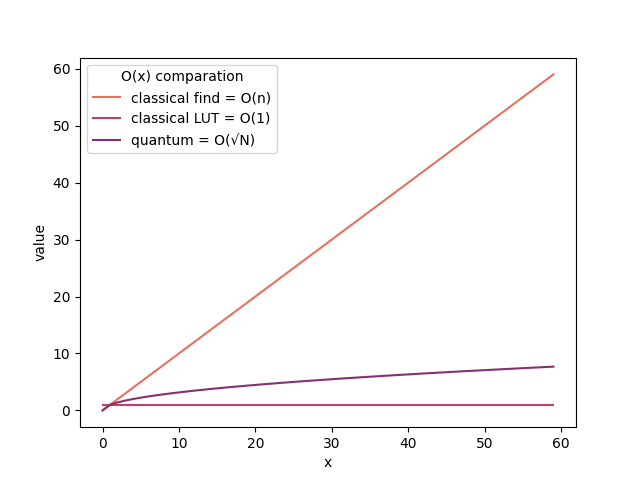 O(x) comparation
classical find = O(n)
classical LUT = O(1)
quantum = O(√N)
value
60
50
40
30
20
10
0
0 10 20 30 40 50 60
x